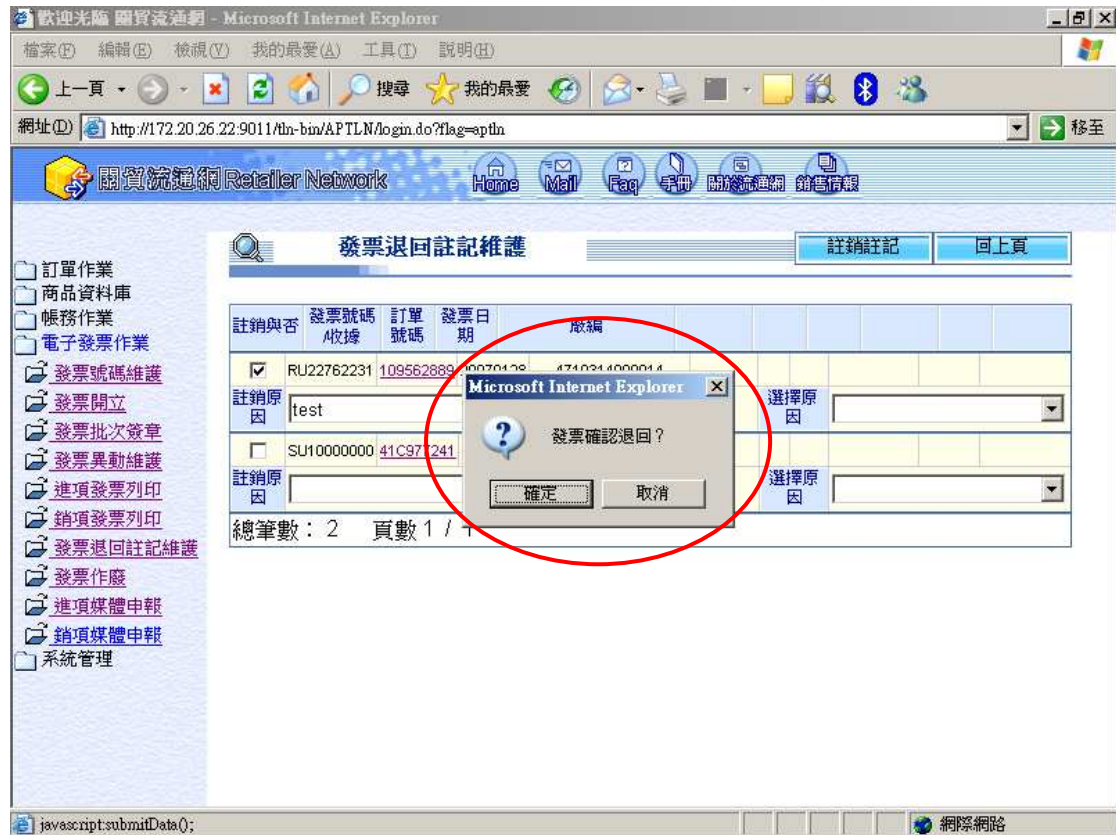 歡迎光臨 關貿流通網 - Microsoft Internet Explorer
檔案(F) 編輯(E) 檢視(V) 我的最愛(A) 工具(T) 說明(H)
上一頁 搜尋 我的最愛
網址(D) http://172.20.26.22:9011/tln-bin/APTLN/login.do?flag=aptln 移至
關貿流通網 Retailer Network Home Mail Faq 手冊 關於流通網 銷售情報
發票退回註記維護 註銷註記 回上頁
訂單作業
商品資料庫
帳務作業
電子發票作業
發票號碼維護
發票開立
發票批次簽章
發票異動維護
進項發票列印
銷項發票列印
發票退回註記維護
發票作廢
進項媒體申報
銷項媒體申報
系統管理
註銷與否 發票號碼/收據 訂單號碼 發票日期 廠編
RU22762231 109562889 20070128 4710314000014
註銷原因 test 選擇原因
SU10000000 41C977241
註銷原因 選擇原因
總筆數： 2 頁數 1 /
Microsoft Internet Explorer
發票確認退回？
確定 取消
javascript:submitData(); 網際網路